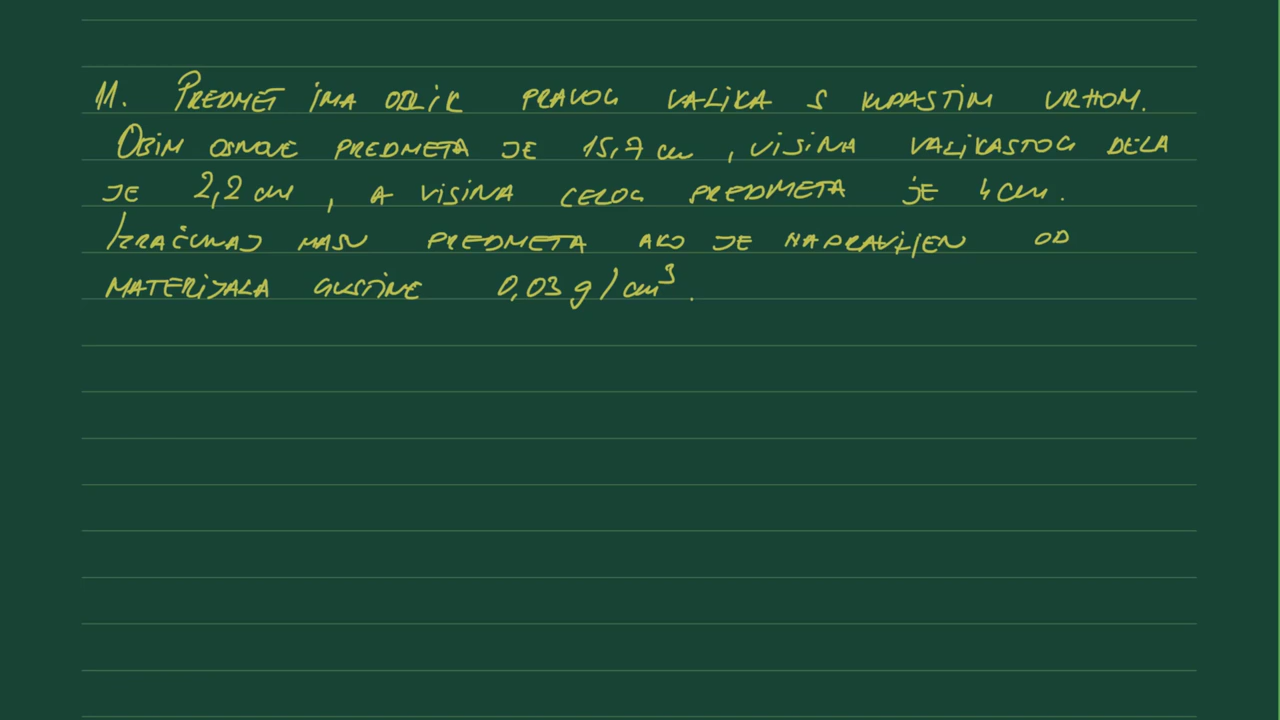 11. PREDMET IMA OBLIK PRAVOG VALJKA S KUPASTIM VRHOM.
OBIM OSNOVE PREDMETA JE 15,7 cm, VISINA VALJKASTOG DELA
JE 2,2 cm, A VISINA CELOG PREDMETA JE 4 cm.
IZRAČUNAJ MASU PREDMETA AKO JE NAPRAVLJEN OD
MATERIJALA GUSTINE 0,03 g/cm³.